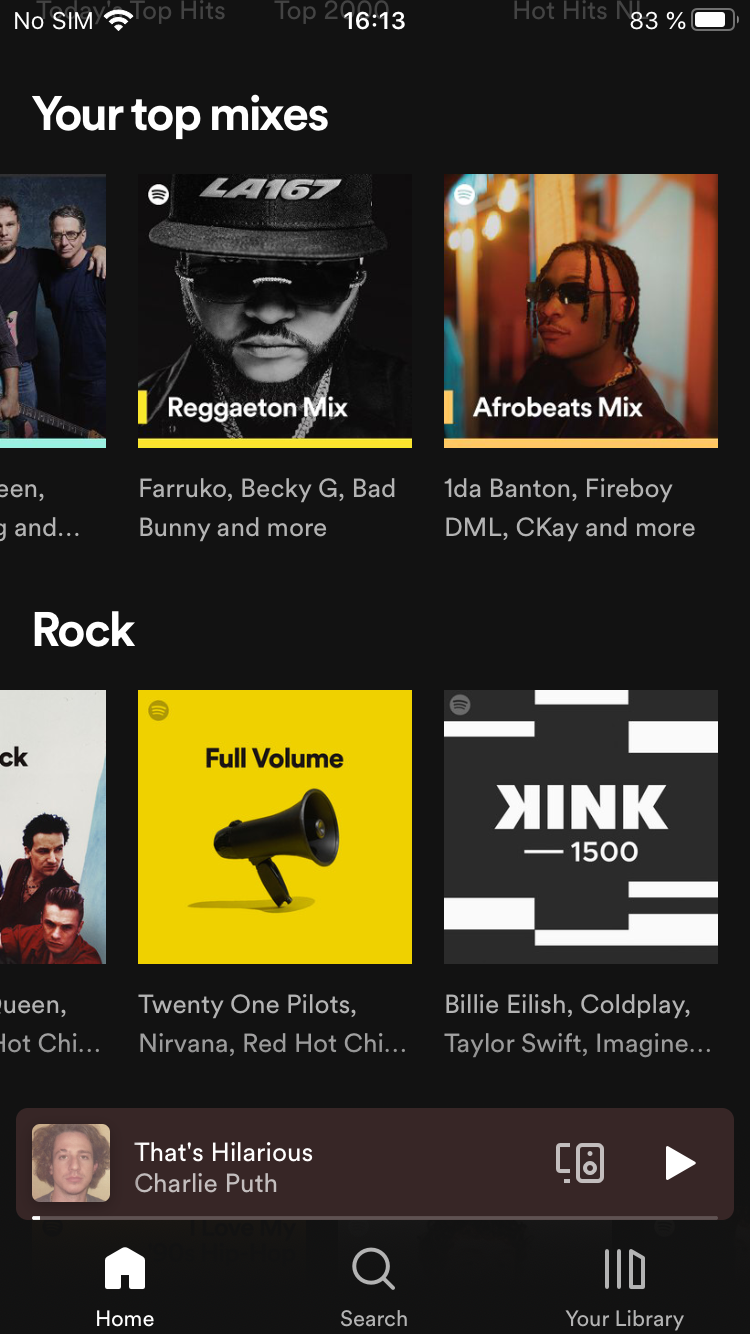 Today's Top Hits Top 2000 Hot Hits NL
No SIM 16:13 83 %
Your top mixes
LA167
Reggaeton Mix
Afrobeats Mix
een,
g and…
Farruko, Becky G, Bad
Bunny and more
1da Banton, Fireboy
DML, CKay and more
Rock
ck
Full Volume
KINK
1500
Queen,
Hot Chi…
Twenty One Pilots,
Nirvana, Red Hot Chi…
Billie Eilish, Coldplay,
Taylor Swift, Imagine…
That's Hilarious
Charlie Puth
I Love My
Home
Search
Your Library